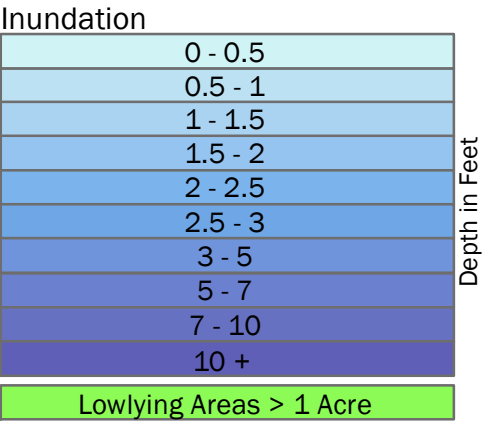 Inundation
0 - 0.5
0.5 - 1
1 - 1.5
1.5 - 2
2 - 2.5
2.5 - 3
3 - 5
5 - 7
7 - 10
10 +
Depth in Feet
Lowlying Areas > 1 Acre